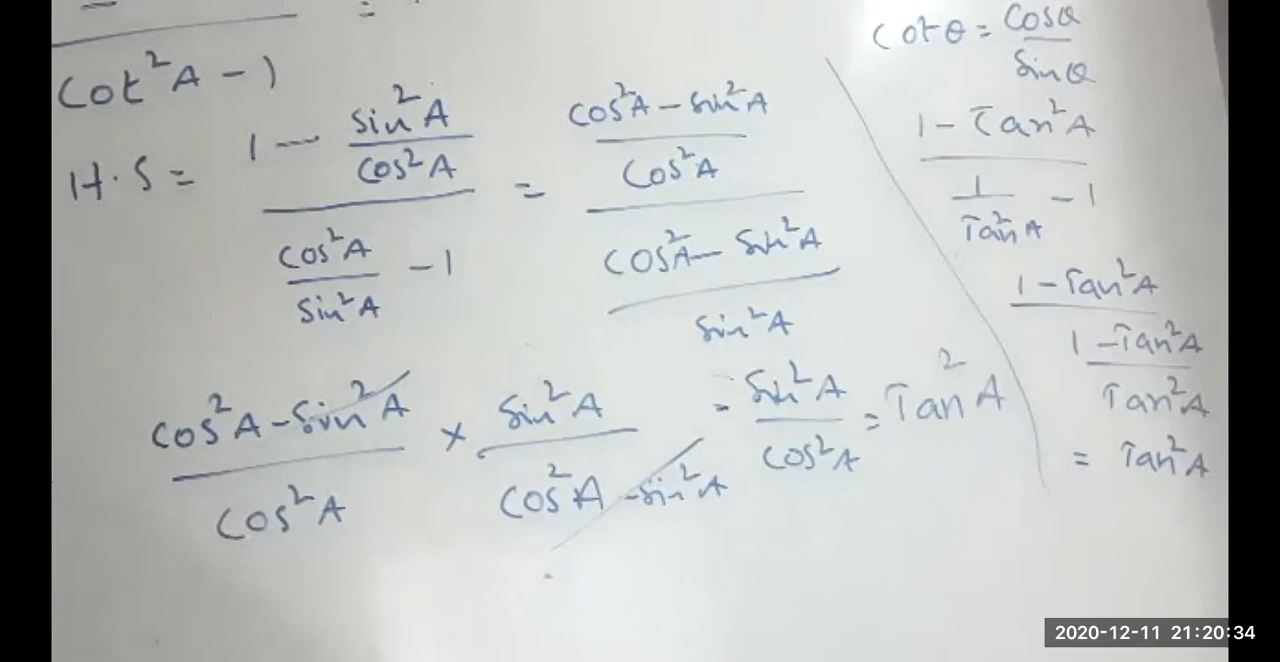 Cot²A - 1
H.S = (1 - sin²A/cos²A) / (cos²A/sin²A - 1) = ((cos²A - sin²A)/cos²A) / ((cos²A - sin²A)/sin²A)
(cos²A - sin²A)/cos²A × sin²A/(cos²A - sin²A) = sin²A/cos²A = Tan²A
Cotθ = Cosθ/Sinθ
(1 - Tan²A) / (1/Tan²A - 1)
(1 - Tan²A) / ((1 - Tan²A)/Tan²A)
= Tan²A
2020-12-11 21:20:34